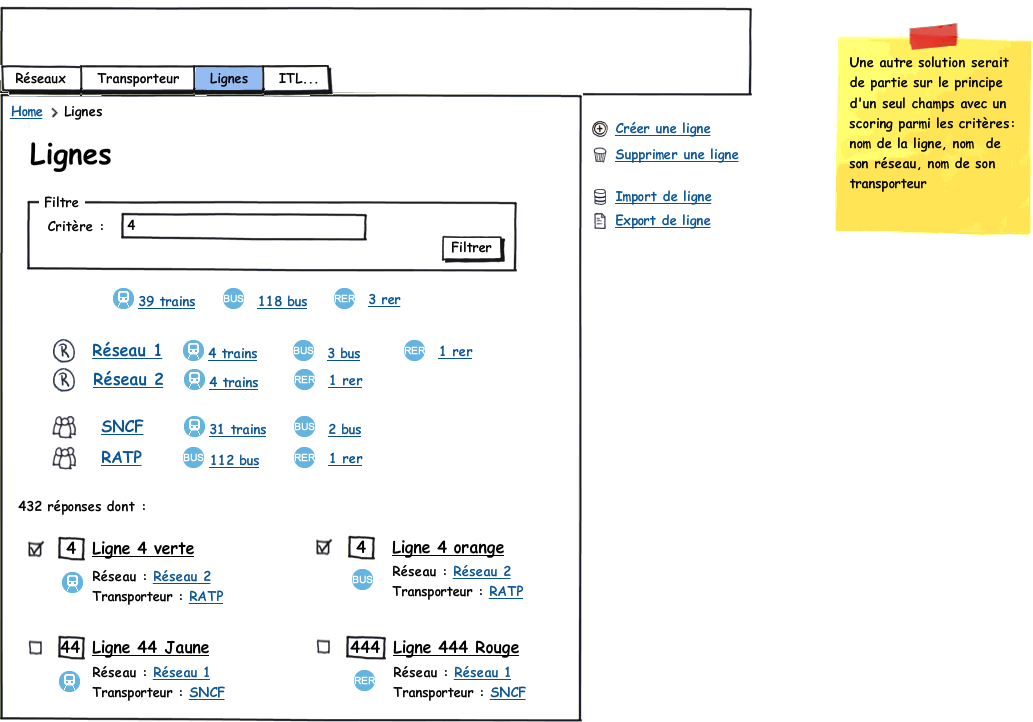 Réseaux Transporteur Lignes ITL...
Home > Lignes
Lignes
Filtre
Critère : 4
Filtrer
39 trains BUS 118 bus RER 3 rer
R Réseau 1 4 trains BUS 3 bus RER 1 rer
R Réseau 2 4 trains RER 1 rer
SNCF 31 trains BUS 2 bus
RATP BUS 112 bus RER 1 rer
432 réponses dont :
4 Ligne 4 verte
Réseau : Réseau 2
Transporteur : RATP
4 Ligne 4 orange
BUS Réseau : Réseau 2
Transporteur : RATP
44 Ligne 44 Jaune
Réseau : Réseau 1
Transporteur : SNCF
444 Ligne 444 Rouge
RER Réseau : Réseau 1
Transporteur : SNCF
Créer une ligne
Supprimer une ligne
Import de ligne
Export de ligne
Une autre solution serait
de partie sur le principe
d'un seul champs avec un
scoring parmi les critères:
nom de la ligne, nom de
son réseau, nom de son
transporteur